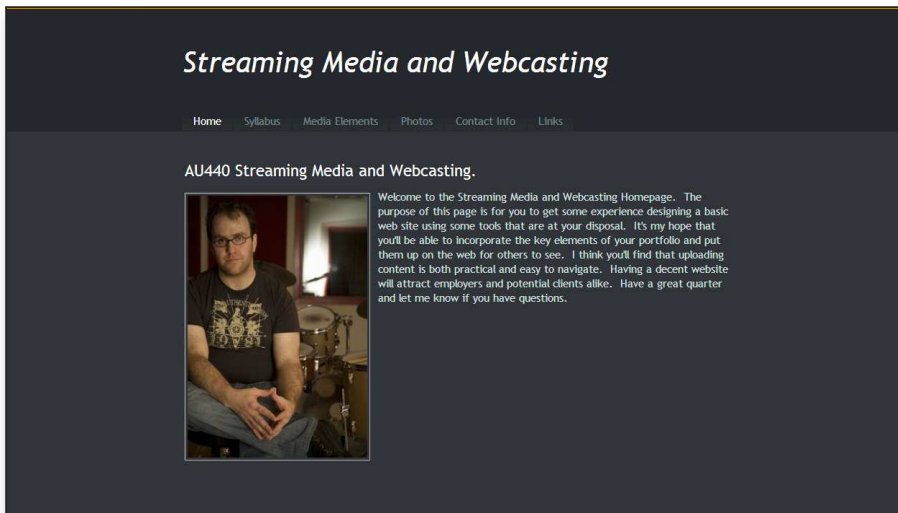 Streaming Media and Webcasting
Home Syllabus Media Elements Photos Contact Info Links
AU440 Streaming Media and Webcasting.
Welcome to the Streaming Media and Webcasting Homepage. The
purpose of this page is for you to get some experience designing a basic
web site using some tools that are at your disposal. It's my hope that
you'll be able to incorporate the key elements of your portfolio and put
them up on the web for others to see. I think you'll find that uploading
content is both practical and easy to navigate. Having a decent website
will attract employers and potential clients alike. Have a great quarter
and let me know if you have questions.